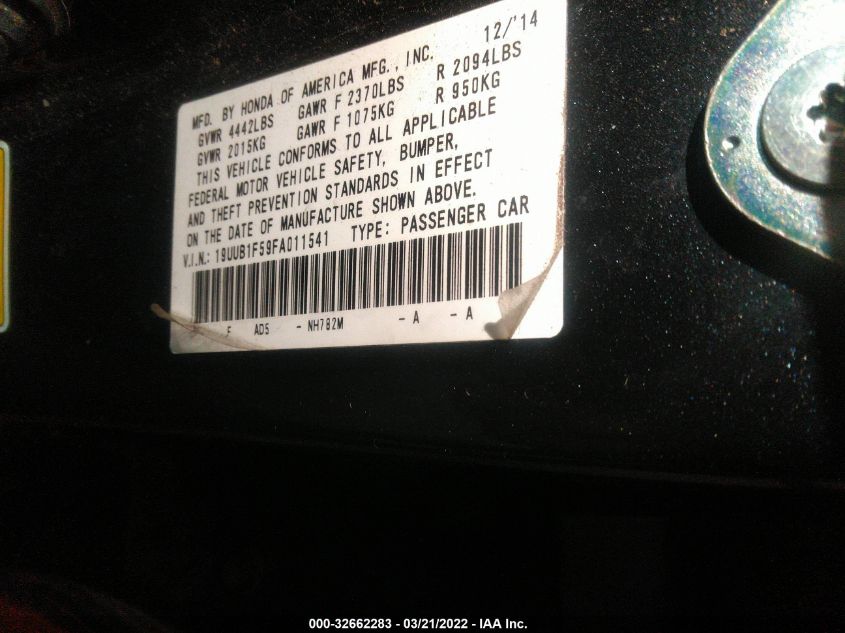 MFD. BY HONDA OF AMERICA MFG., INC. 12/'14
GVWR 4442LBS GAWR F 2370LBS R 2094LBS
GVWR 2015KG GAWR F 1075KG R 950KG
THIS VEHICLE CONFORMS TO ALL APPLICABLE
FEDERAL MOTOR VEHICLE SAFETY, BUMPER,
AND THEFT PREVENTION STANDARDS IN EFFECT
ON THE DATE OF MANUFACTURE SHOWN ABOVE.
V.I.N.: 19UUB1F59FA011541 TYPE: PASSENGER CAR
F AD5 - NH782M - A - A
000-32662283 - 03/21/2022 - IAA Inc.